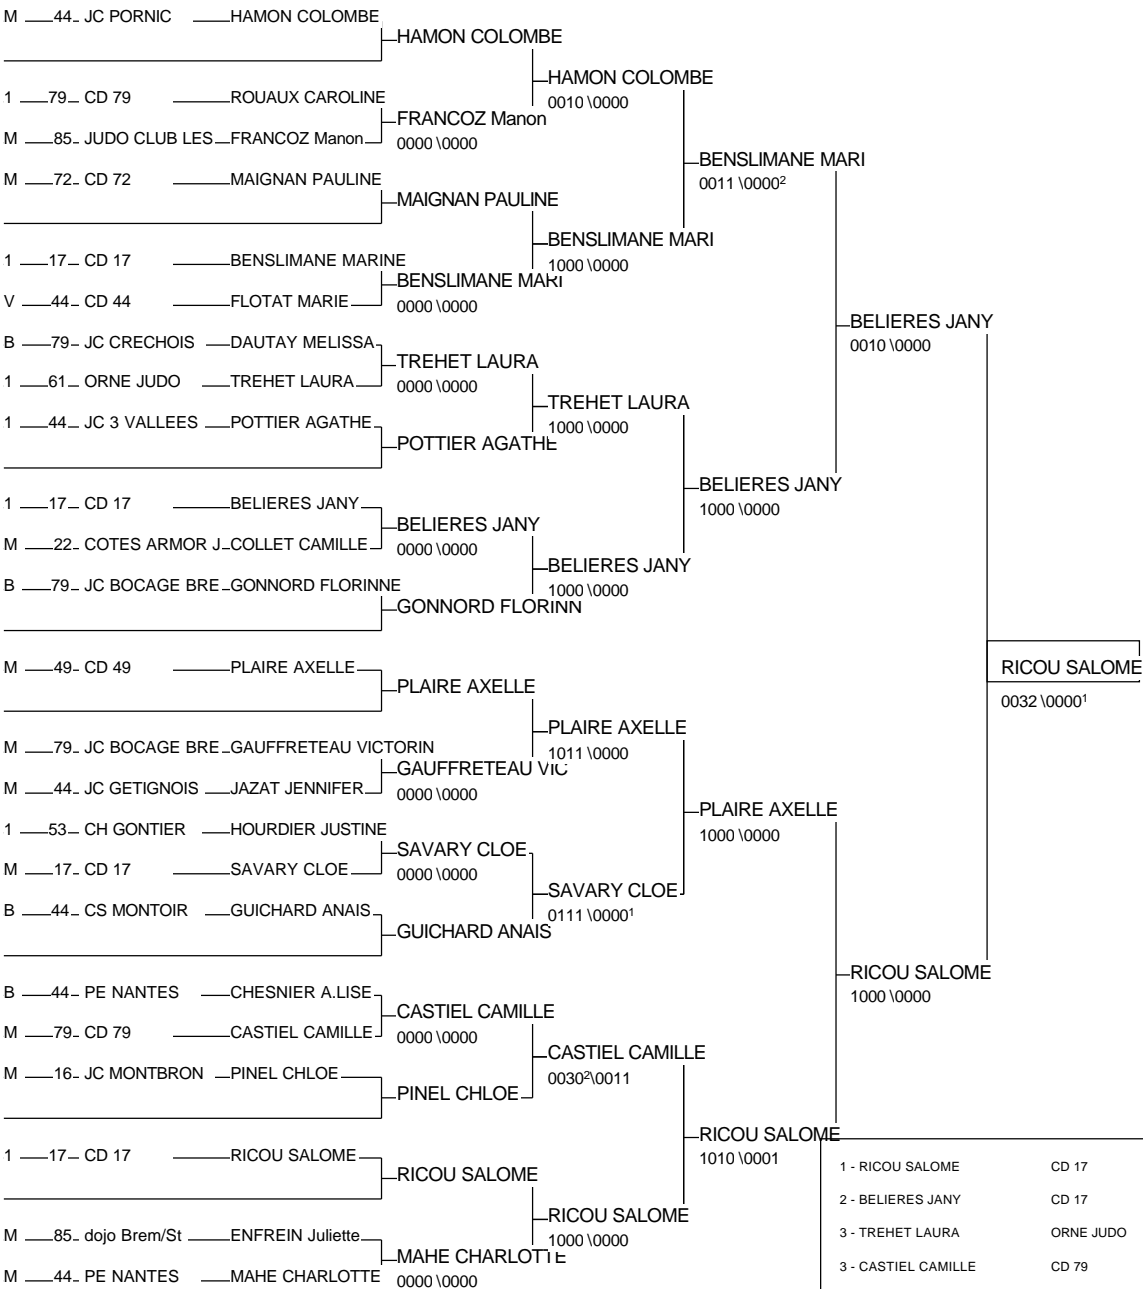 M 44 JC PORNIC HAMON COLOMBE
HAMON COLOMBE
HAMON COLOMBE
0010 \0000
1 79 CD 79 ROUAUX CAROLINE
FRANCOZ Manon
0000 \0000
M 85 JUDO CLUB LES FRANCOZ Manon
BENSLIMANE MARI
0011 \0000²
M 72 CD 72 MAIGNAN PAULINE
MAIGNAN PAULINE
BENSLIMANE MARI
1000 \0000
1 17 CD 17 BENSLIMANE MARINE
BENSLIMANE MARI
0000 \0000
V 44 CD 44 FLOTAT MARIE
BELIERES JANY
0010 \0000
B 79 JC CRECHOIS DAUTAY MELISSA
TREHET LAURA
0000 \0000
1 61 ORNE JUDO TREHET LAURA
TREHET LAURA
1000 \0000
1 44 JC 3 VALLEES POTTIER AGATHE
POTTIER AGATHE
BELIERES JANY
1000 \0000
1 17 CD 17 BELIERES JANY
BELIERES JANY
0000 \0000
M 22 COTES ARMOR J COLLET CAMILLE
BELIERES JANY
1000 \0000
B 79 JC BOCAGE BRE GONNORD FLORINNE
GONNORD FLORINN
RICOU SALOME
0032 \0000¹
M 49 CD 49 PLAIRE AXELLE
PLAIRE AXELLE
PLAIRE AXELLE
1011 \0000
M 79 JC BOCAGE BRE GAUFFRETEAU VICTORIN
GAUFFRETEAU VIC
0000 \0000
M 44 JC GETIGNOIS JAZAT JENNIFER
PLAIRE AXELLE
1000 \0000
1 53 CH GONTIER HOURDIER JUSTINE
SAVARY CLOE
0000 \0000
M 17 CD 17 SAVARY CLOE
SAVARY CLOE
0111 \0000¹
B 44 CS MONTOIR GUICHARD ANAIS
GUICHARD ANAIS
RICOU SALOME
1000 \0000
B 44 PE NANTES CHESNIER A.LISE
CASTIEL CAMILLE
0000 \0000
M 79 CD 79 CASTIEL CAMILLE
CASTIEL CAMILLE
0030²\0011
M 16 JC MONTBRON PINEL CHLOE
PINEL CHLOE
RICOU SALOME
1010 \0001
1 17 CD 17 RICOU SALOME
RICOU SALOME
RICOU SALOME
1000 \0000
M 85 dojo Brem/St ENFREIN Juliette
MAHE CHARLOTTE
0000 \0000
M 44 PE NANTES MAHE CHARLOTTE
1 - RICOU SALOME CD 17
2 - BELIERES JANY CD 17
3 - TREHET LAURA ORNE JUDO
3 - CASTIEL CAMILLE CD 79